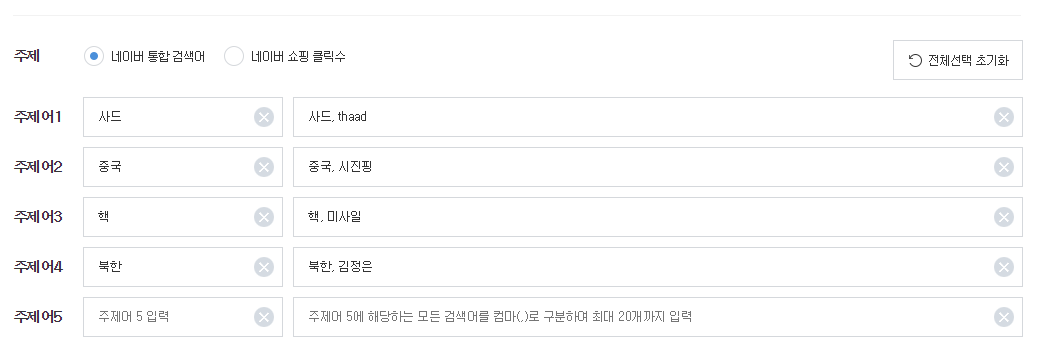 주제 네이버 통합 검색어 네이버 쇼핑 클릭수 전체선택 초기화
주제어1 사드 사드, thaad
주제어2 중국 중국, 시진핑
주제어3 핵 핵, 미사일
주제어4 북한 북한, 김정은
주제어5 주제어 5 입력 주제어 5에 해당하는 모든 검색어를 컴마(,)로 구분하여 최대 20개까지 입력